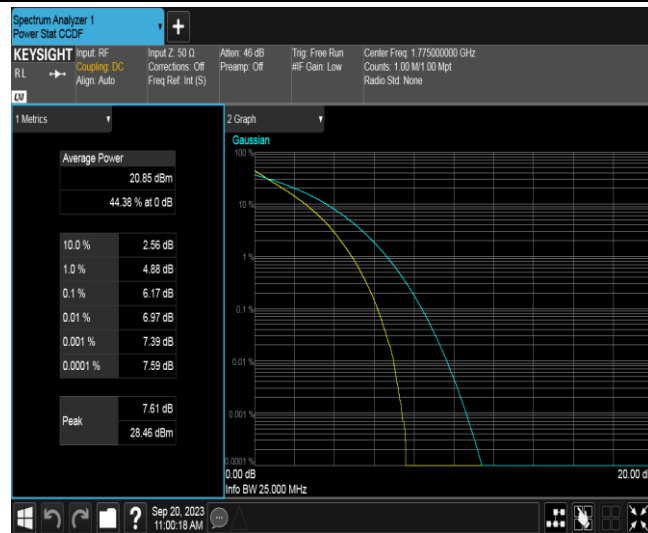 Spectrum Analyzer 1
Power Stat CCDF
KEYSIGHT
RL
LXI
Input: RF
Coupling: DC
Align: Auto
Input Z: 50 Ω
Corrections: Off
Freq Ref: Int (S)
Atten: 46 dB
Preamp: Off
Trig: Free Run
#IF Gain: Low
Center Freq: 1.775000000 GHz
Counts: 1.00 M/1.00 Mpt
Radio Std: None
1 Metrics
Average Power
20.85 dBm
44.38 % at 0 dB
10.0 % 2.56 dB
1.0 % 4.88 dB
0.1 % 6.17 dB
0.01 % 6.97 dB
0.001 % 7.39 dB
0.0001 % 7.59 dB
Peak
7.61 dB
28.46 dBm
2 Graph
Gaussian
100 %
10 %
1 %
0.1 %
0.01 %
0.001 %
0.0001 %
0.00 dB
20.00 d
Info BW 25.000 MHz
?
Sep 20, 2023
11:00:18 AM